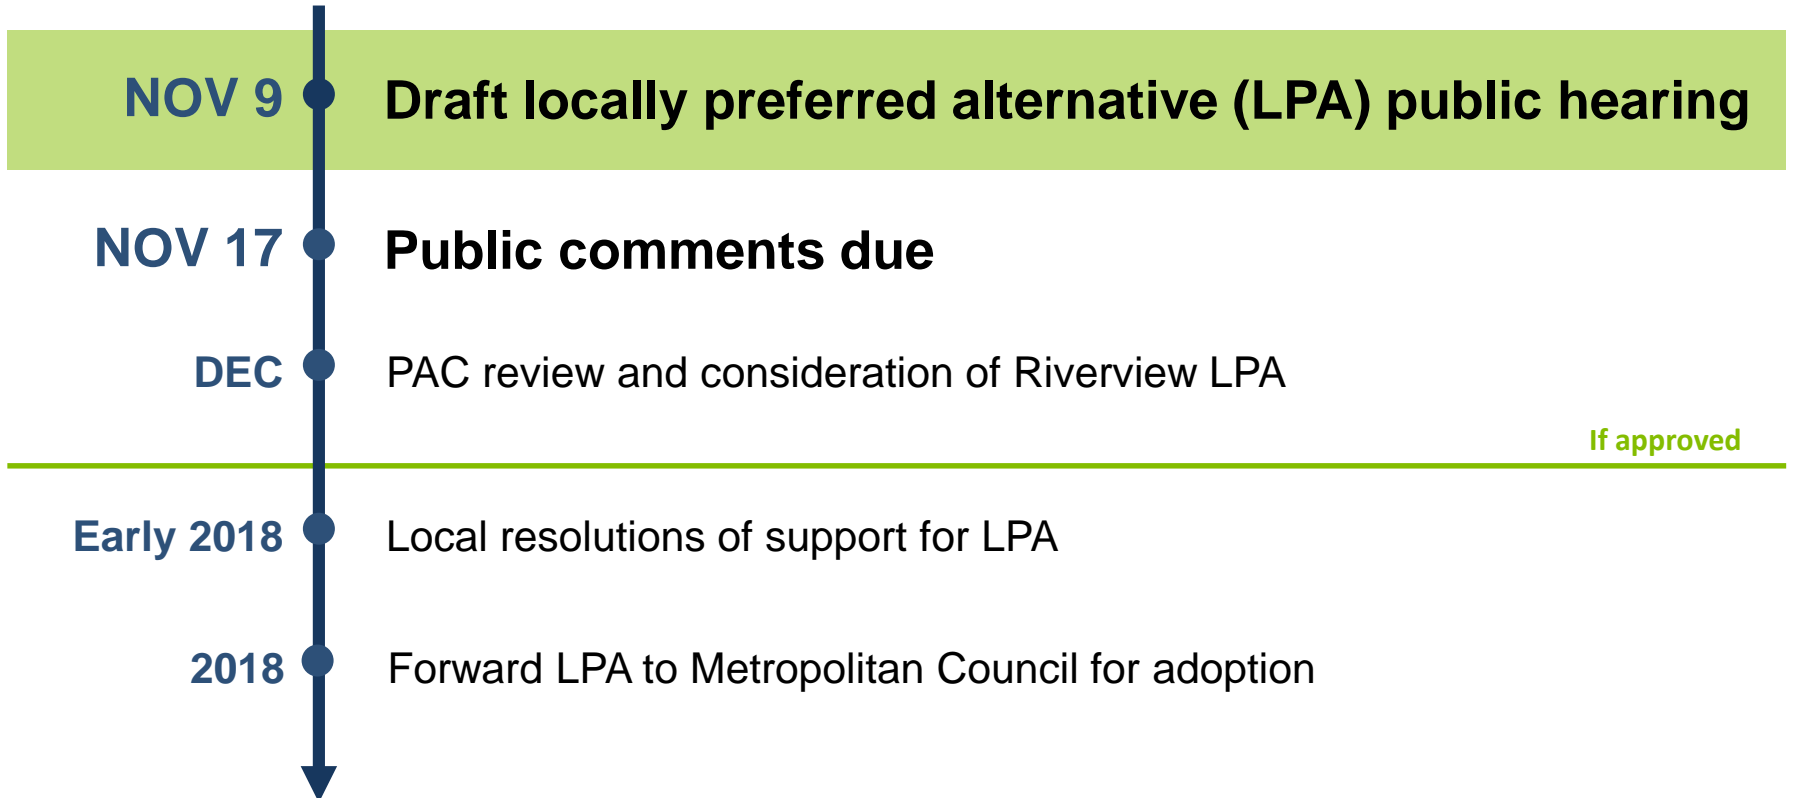 NOV 9 Draft locally preferred alternative (LPA) public hearing
NOV 17 Public comments due
DEC PAC review and consideration of Riverview LPA
If approved
Early 2018 Local resolutions of support for LPA
2018 Forward LPA to Metropolitan Council for adoption